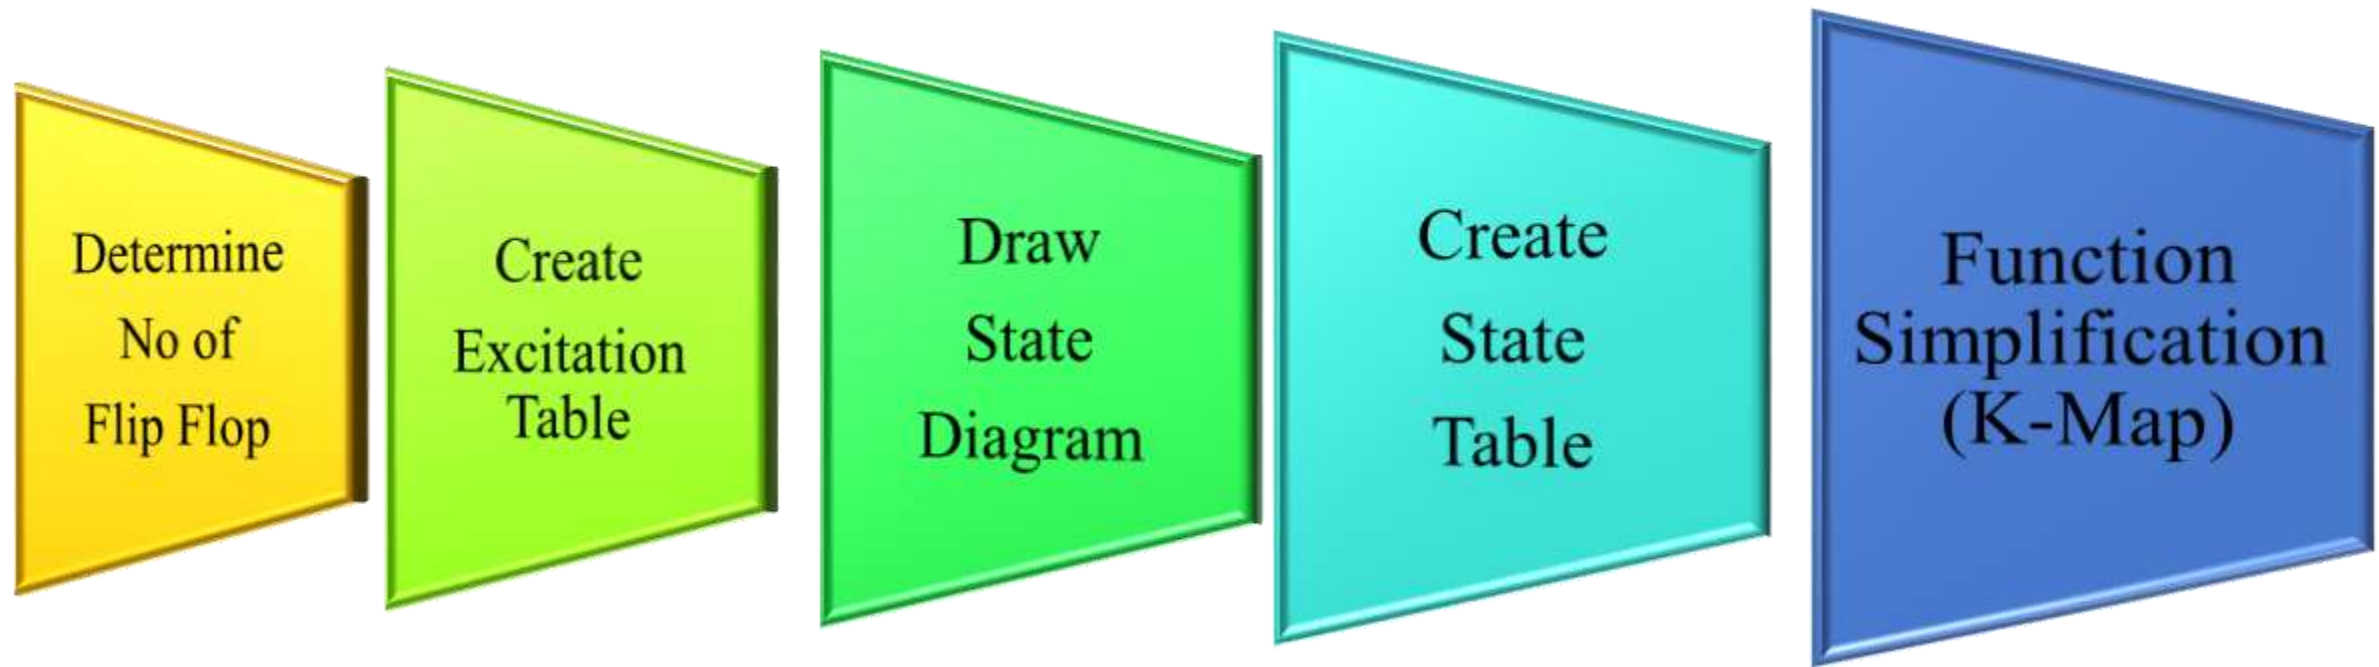 Determine
No of
Flip Flop
Create
Excitation
Table
Draw
State
Diagram
Create
State
Table
Function
Simplification
(K-Map)